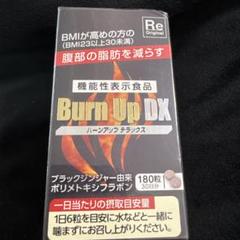 Re
Original
BMIが高めの方の
(BMI23以上30未満)
腹部の脂肪を減らす
機能性表示食品
Burn Up DX
バーンアップ デラックス
ブラックジンジャー由来
ポリメトキシフラボン
180粒
30日分
一日当たりの摂取目安量
1日6粒を目安に水などと一緒に
噛まずにお召し上がりください。